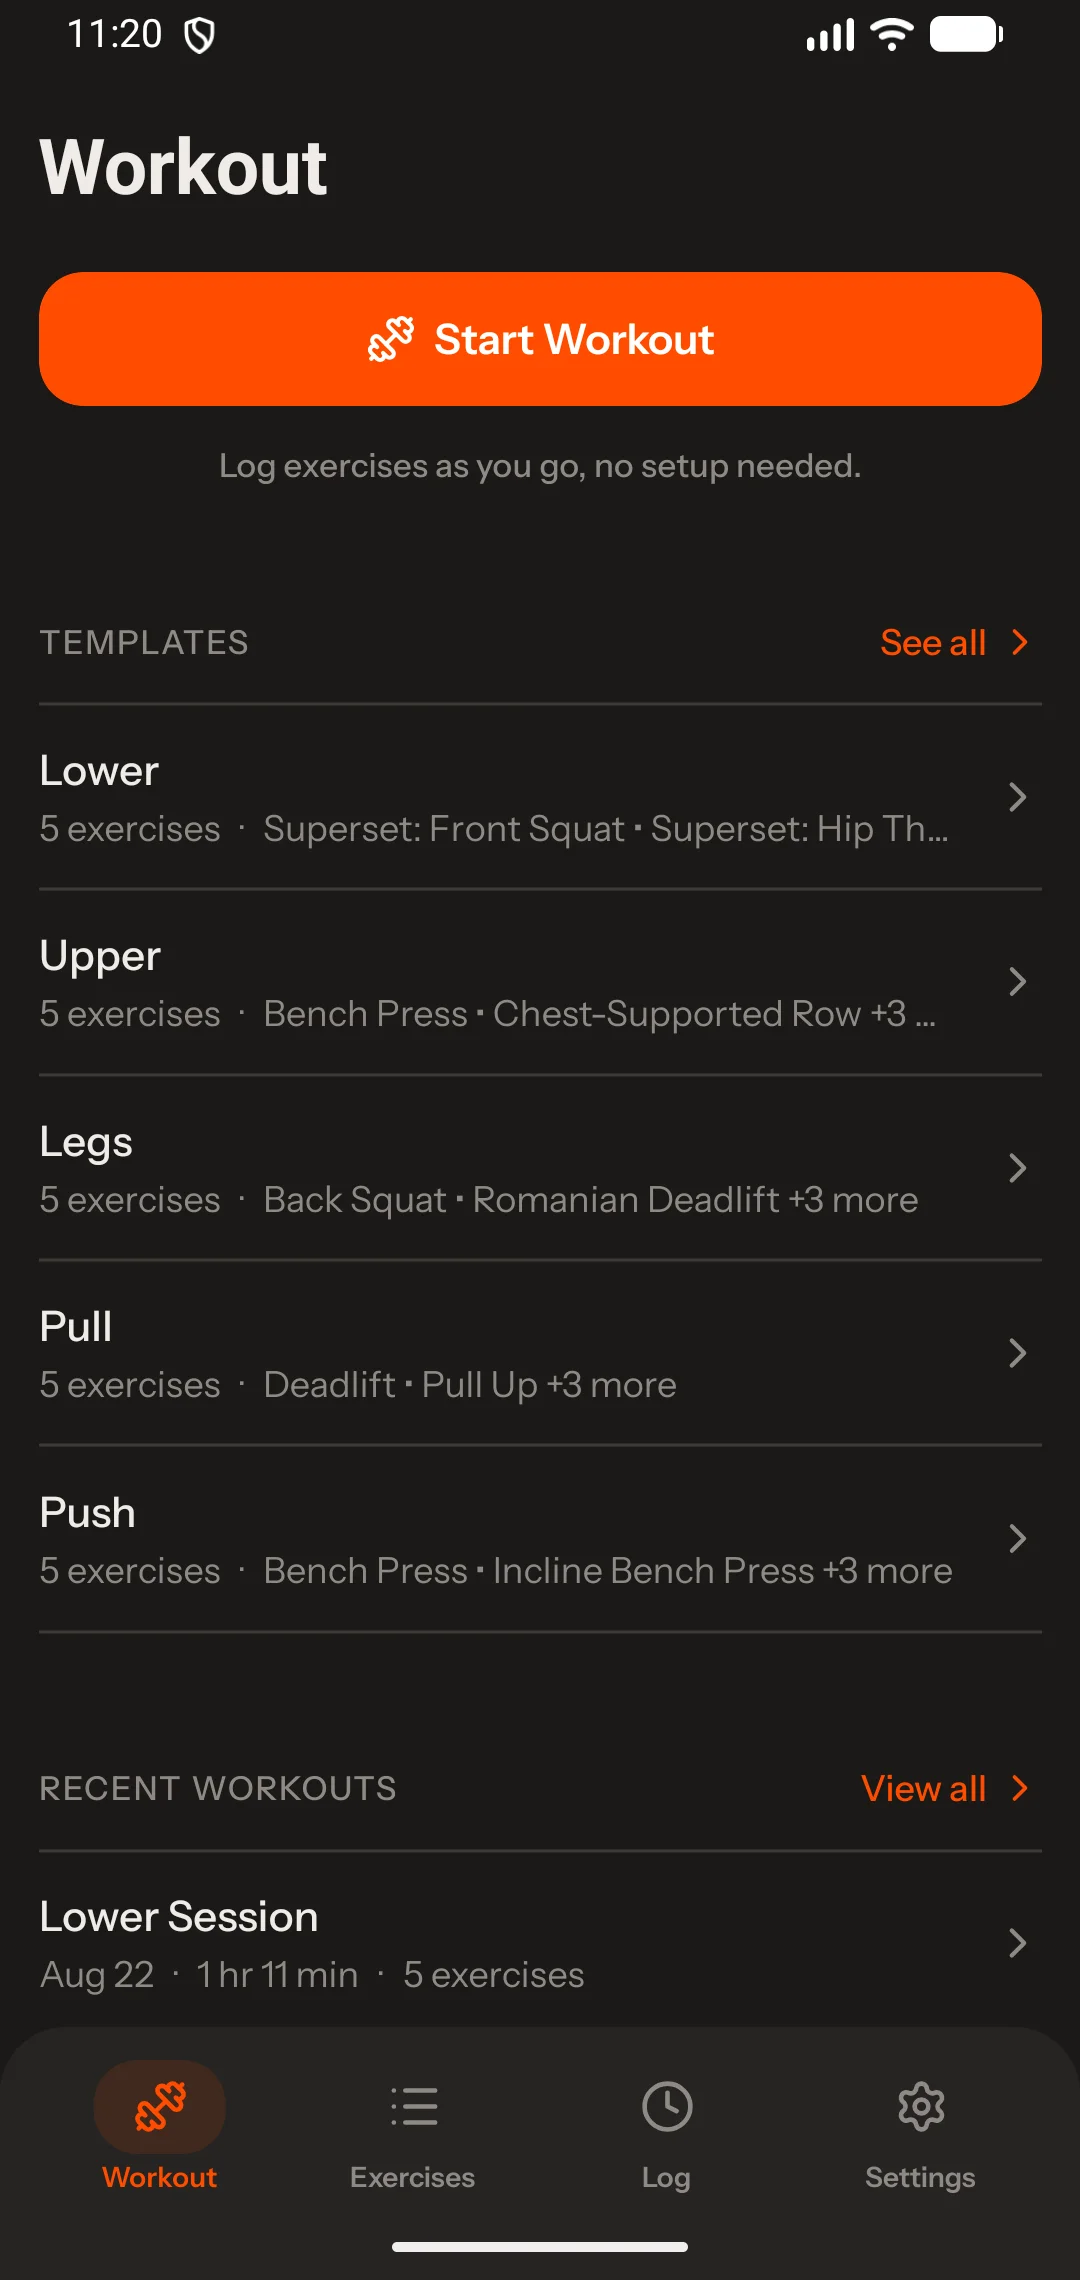 11:20
Workout
Start Workout
Log exercises as you go, no setup needed.
TEMPLATES
See all
Lower
5 exercises · Superset: Front Squat • Superset: Hip Th...
Upper
5 exercises · Bench Press • Chest-Supported Row +3 ...
Legs
5 exercises · Back Squat • Romanian Deadlift +3 more
Pull
5 exercises · Deadlift • Pull Up +3 more
Push
5 exercises · Bench Press • Incline Bench Press +3 more
RECENT WORKOUTS
View all
Lower Session
Aug 22 · 1 hr 11 min · 5 exercises
Workout
Exercises
Log
Settings